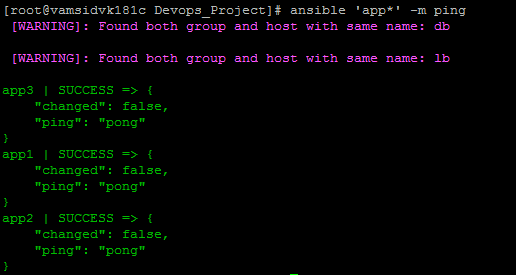 [root@vamsidvk181c Devops_Project]# ansible 'app*' -m ping
[WARNING]: Found both group and host with same name: db
[WARNING]: Found both group and host with same name: lb
app3 | SUCCESS => {
"changed": false,
"ping": "pong"
}
app1 | SUCCESS => {
"changed": false,
"ping": "pong"
}
app2 | SUCCESS => {
"changed": false,
"ping": "pong"
}